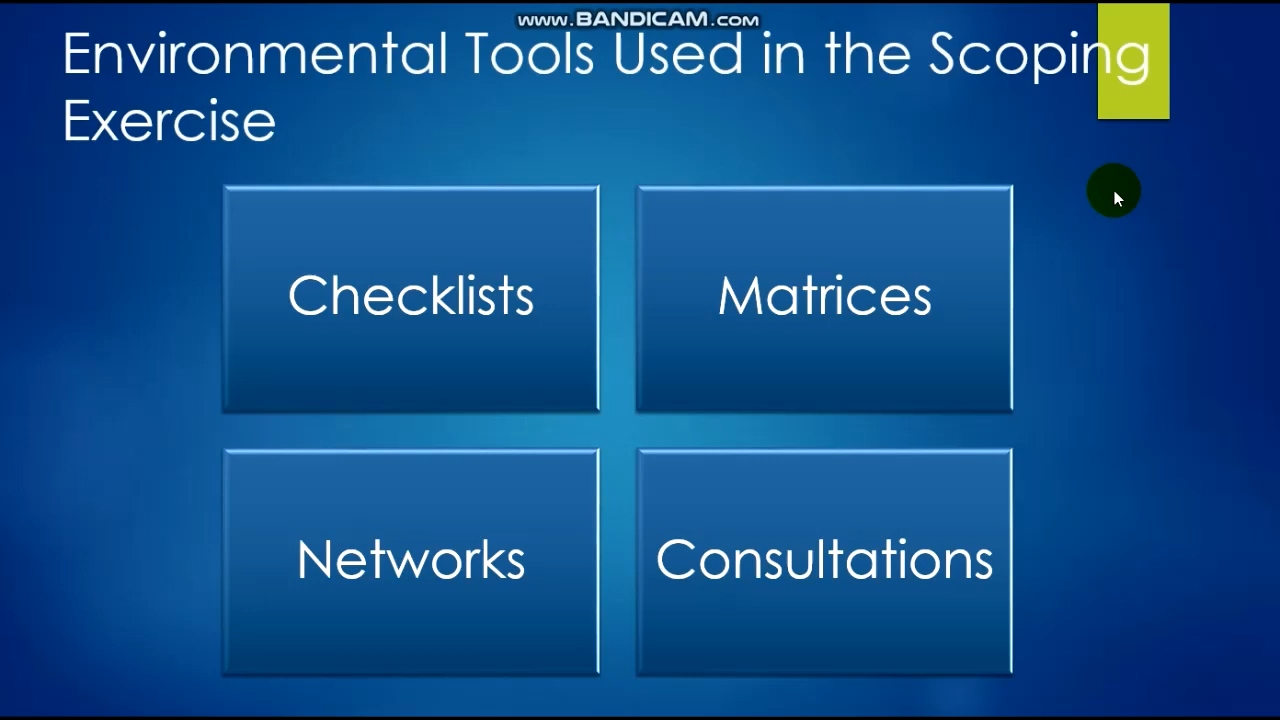 www.BANDICAM.com
Environmental Tools Used in the Scoping
Exercise
Checklists
Matrices
Networks
Consultations